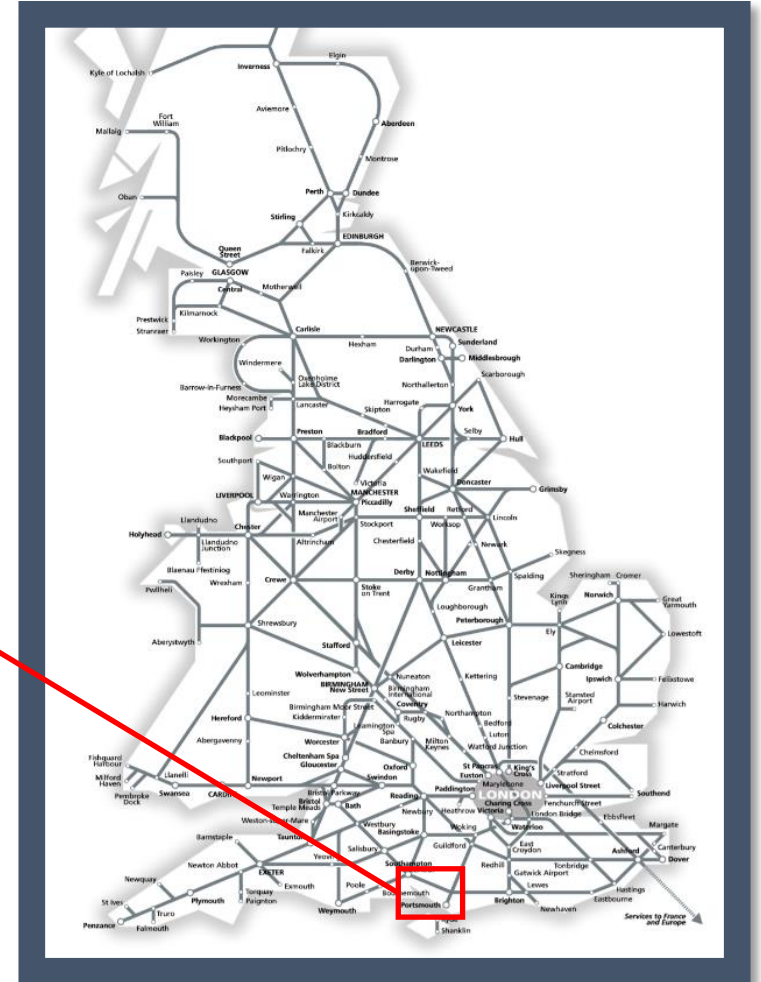 Elgin
Inverness
Kyle of Lochalsh
Aviemore
Fort
William
Aberdeen
Mallaig
Pitlochry
Montrose
Perth
Dundee
Oban
Stirling
Kirkcaldy
EDINBURGH
Queen
Street
Falkirk
Berwick-
upon-Tweed
Paisley
GLASGOW
Central
Motherwell
Prestwick
Kilmarnock
Stranraer
Carlisle
NEWCASTLE
Workington
Hexham
Sunderland
Durham
Darlington
Middlesbrough
Windermere
Oxenholme
Lake District
Scarborough
Barrow-in-Furness
Northallerton
Morecambe
Heysham Port
Lancaster
Harrogate
York
Skipton
Blackpool
Preston
Bradford
LEEDS
Selby
Hull
Blackburn
Huddersfield
Southport
Bolton
Wakefield
Wigan
Victoria
Doncaster
MANCHESTER
Piccadilly
Grimsby
LIVERPOOL
Warrington
Manchester
Airport
Sheffield
Retford
Lincoln
Llandudno
Stockport
Worksop
Holyhead
Chester
Llandudno
Junction
Altrincham
Chesterfield
Newark
Skegness
Blaenau Ffestiniog
Derby
Nottingham
Spalding
Sheringham
Cromer
Pwllheli
Wrexham
Crewe
Stoke
on Trent
Grantham
Kings
Lynn
Norwich
Great
Yarmouth
Loughborough
Shrewsbury
Peterborough
Ely
Lowestoft
Aberystwyth
Stafford
Leicester
Wolverhampton
Cambridge
BIRMINGHAM
New Street
Nuneaton
Kettering
Ipswich
Felixstowe
Birmingham
International
Leominster
Stevenage
Stansted
Airport
Birmingham Moor Street
Coventry
Harwich
Hereford
Kidderminster
Rugby
Northampton
Bedford
Colchester
Leamington
Spa
Abergavenny
Worcester
Banbury
Milton
Keynes
Luton
Watford Junction
Chelmsford
Fishguard
Harbour
Cheltenham Spa
Gloucester
Oxford
St Pancras
King's
Cross
Euston
Stratford
Milford
Haven
Llanelli
Newport
Swindon
Marylebone
Liverpool Street
Pembroke
Dock
Swansea
Bristol Parkway
Reading
Paddington
LONDON
Southend
Bristol
Temple Meads
Bath
Newbury
Heathrow
Victoria
Charing Cross
Fenchurch Street
London Bridge
Ebbsfleet
Weston-super-Mare
Westbury
Basingstoke
Woking
Waterloo
Margate
Barnstaple
Taunton
Salisbury
Guildford
East
Croydon
Canterbury
Ashford
Dover
Newton Abbot
EXETER
Yeovil
Southampton
Redhill
Gatwick Airport
Tonbridge
Newquay
Exmouth
Poole
Bournemouth
Lewes
Hastings
Eastbourne
St Ives
Plymouth
Torquay
Paignton
Weymouth
Portsmouth
Brighton
Newhaven
Truro
Falmouth
Penzance
Ryde
Shanklin
Services to France
and Europe